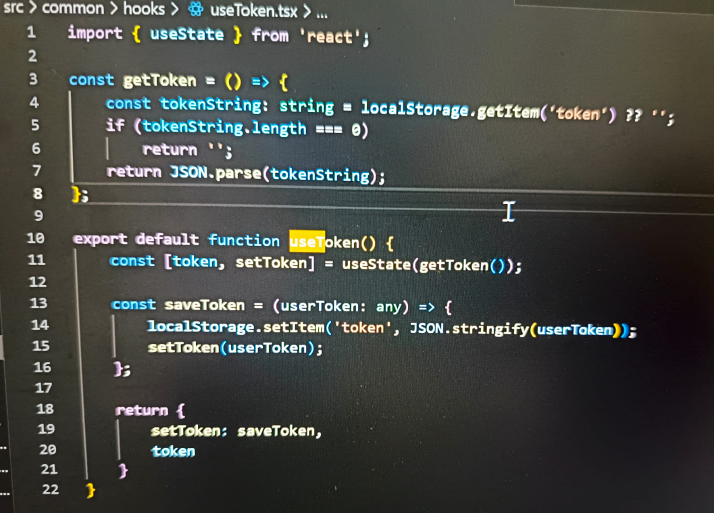 src > common > hooks > useToken.tsx > ...
1 import { useState } from 'react';
2
3 const getToken = () => {
4 const tokenString: string = localStorage.getItem('token') ?? '';
5 if (tokenString.length === 0)
6 return '';
7 return JSON.parse(tokenString);
8 };
9
10 export default function useToken() {
11 const [token, setToken] = useState(getToken());
12
13 const saveToken = (userToken: any) => {
14 localStorage.setItem('token', JSON.stringify(userToken));
15 setToken(userToken);
16 };
17
18 return {
19 setToken: saveToken,
20 token
21 }
22 }